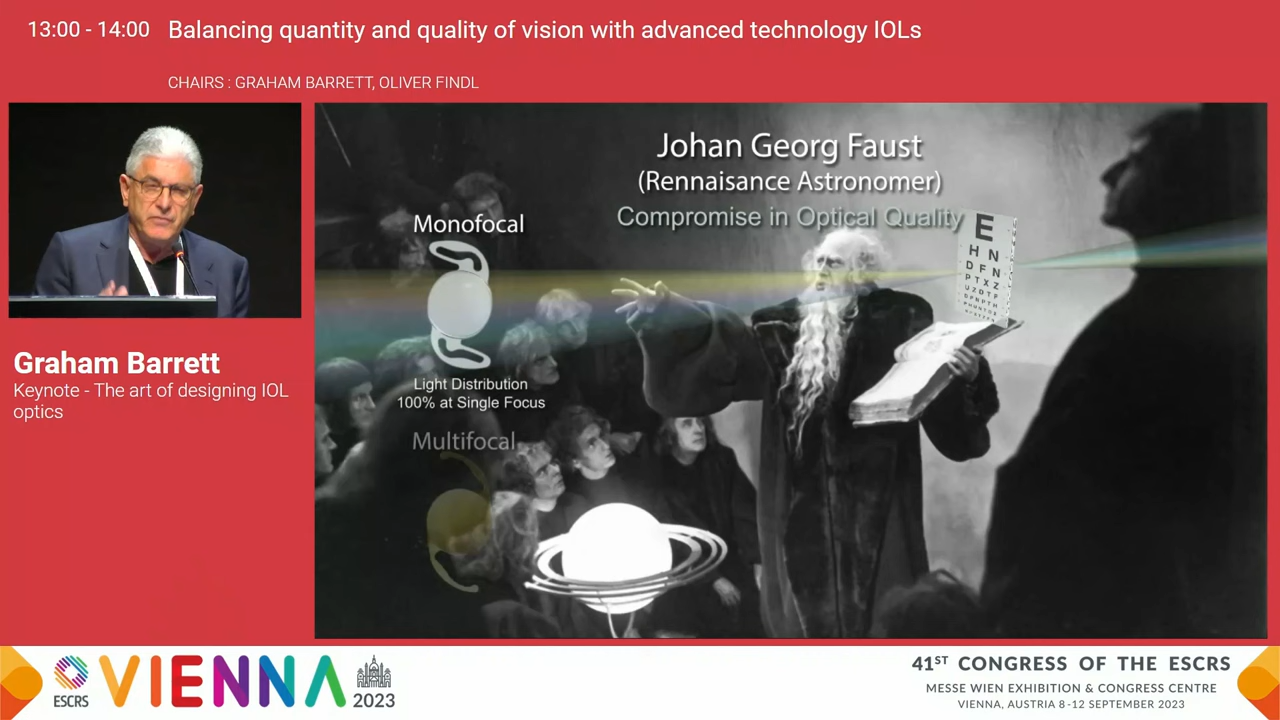 13:00 - 14:00 Balancing quantity and quality of vision with advanced technology IOLs
CHAIRS : GRAHAM BARRETT, OLIVER FINDL
Graham Barrett
Keynote - The art of designing IOL
optics
Johan Georg Faust
(Rennaisance Astronomer)
Compromise in Optical Quality
Monofocal
Light Distribution
100% at Single Focus
Multifocal
E
H N
D F N
P T X Z
U Z D T F
ESCRS
VIENNA
2023
41ST CONGRESS OF THE ESCRS
MESSE WIEN EXHIBITION & CONGRESS CENTRE
VIENNA, AUSTRIA 8-12 SEPTEMBER 2023